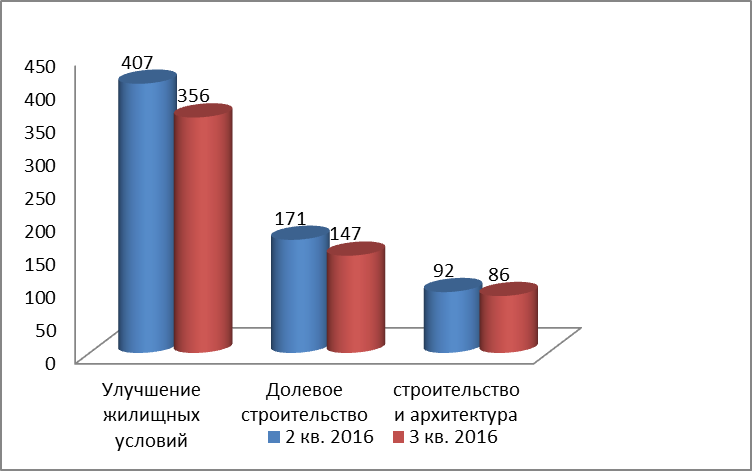 450
400
350
300
250
200
150
100
50
0
407
356
171
147
92
86
Улучшение
жилищных
условий
Долевое
строительство
строительство
и архитектура
2 кв. 2016
3 кв. 2016